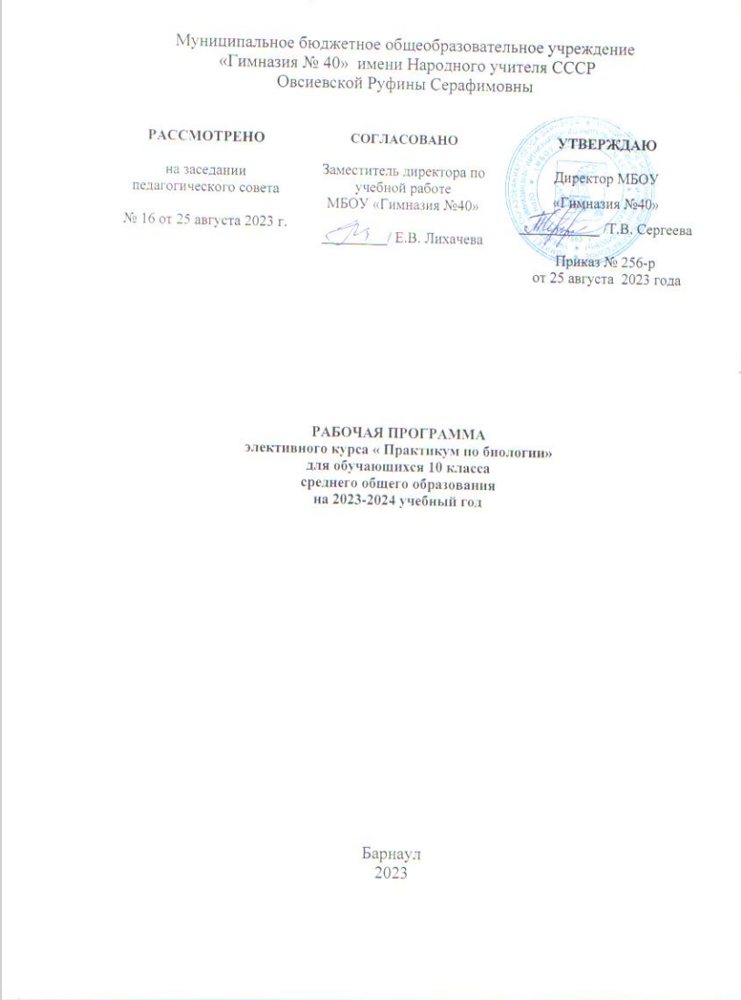 Муниципальное бюджетное общеобразовательное учреждение
«Гимназия № 40» имени Народного учителя СССР
Овсиевской Руфины Серафимовны
РАССМОТРЕНО
на заседании
педагогического совета
№ 16 от 25 августа 2023 г.
СОГЛАСОВАНО
Заместитель директора по
учебной работе
МБОУ «Гимназия №40»
/ Е.В. Лихачева
УТВЕРЖДАЮ
Директор МБОУ
«Гимназия №40»
/Т.В. Сергеева
Приказ № 256-р
от 25 августа 2023 года
РАБОЧАЯ ПРОГРАММА
элективного курса « Практикум по биологии»
для обучающихся 10 класса
среднего общего образования
на 2023-2024 учебный год
Барнаул
2023